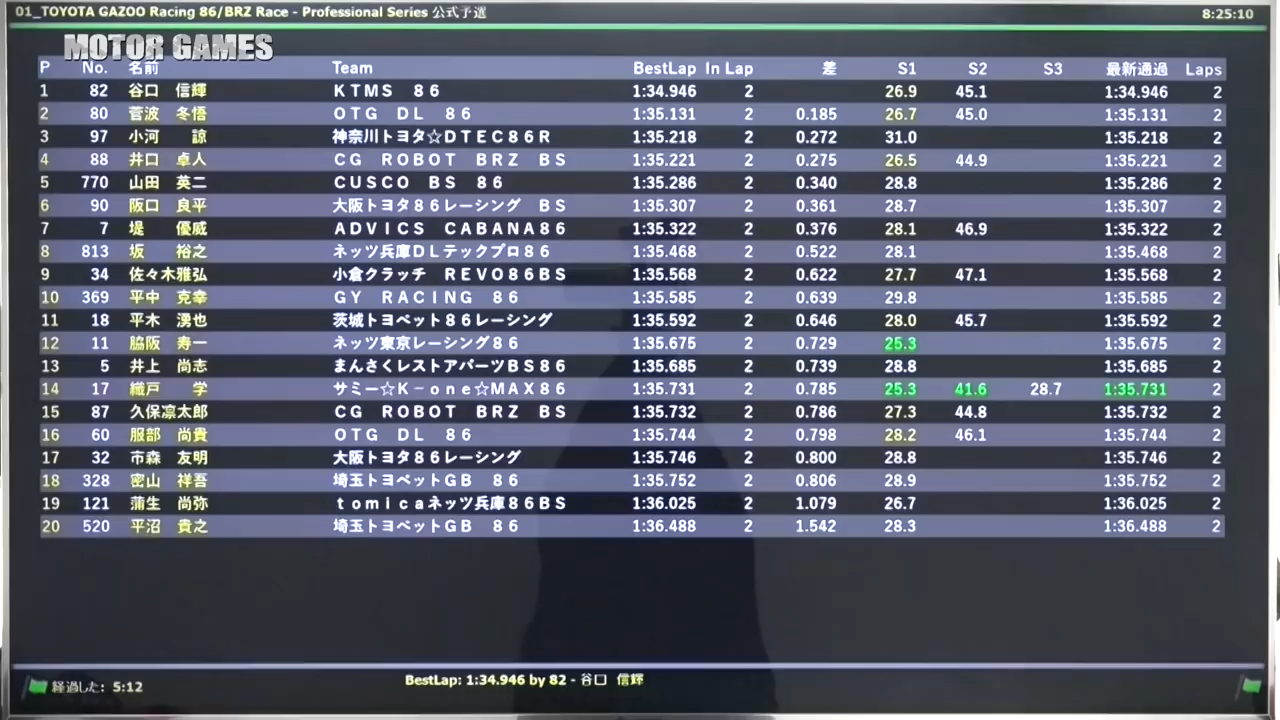 01_TOYOTA GAZOO Racing 86/BRZ Race - Professional Series 公式予選 8:25:10
MOTOR GAMES
P No. 名前 Team BestLap In Lap 差 S1 S2 S3 最新通過 Laps
1 82 谷口 信輝 KTMS 86 1:34.946 2 26.9 45.1 1:34.946 2
2 80 菅波 冬悟 OTG DL 86 1:35.131 2 0.185 26.7 45.0 1:35.131 2
3 97 小河 諒 神奈川トヨタ☆DTEC86R 1:35.218 2 0.272 31.0 1:35.218 2
4 88 井口 卓人 CG ROBOT BRZ BS 1:35.221 2 0.275 26.5 44.9 1:35.221 2
5 770 山田 英二 CUSCO BS 86 1:35.286 2 0.340 28.8 1:35.286 2
6 90 阪口 良平 大阪トヨタ86レーシング BS 1:35.307 2 0.361 28.7 1:35.307 2
7 7 堤 優威 ADVICS CABANA86 1:35.322 2 0.376 28.1 46.9 1:35.322 2
8 813 坂 裕之 ネッツ兵庫DLテックプロ86 1:35.468 2 0.522 28.1 1:35.468 2
9 34 佐々木雅弘 小倉クラッチ REVO86BS 1:35.568 2 0.622 27.7 47.1 1:35.568 2
10 369 平中 克幸 GY RACING 86 1:35.585 2 0.639 29.8 1:35.585 2
11 18 平木 湧也 茨城トヨペット86レーシング 1:35.592 2 0.646 28.0 45.7 1:35.592 2
12 11 脇阪 寿一 ネッツ東京レーシング86 1:35.675 2 0.729 25.3 1:35.675 2
13 5 井上 尚志 まんさくレストアパーツBS86 1:35.685 2 0.739 28.8 1:35.685 2
14 17 織戸 学 サミー☆K－one☆MAX86 1:35.731 2 0.785 25.3 41.6 28.7 1:35.731 2
15 87 久保凛太郎 CG ROBOT BRZ BS 1:35.732 2 0.786 27.3 44.8 1:35.732 2
16 60 服部 尚貴 OTG DL 86 1:35.744 2 0.798 28.2 46.1 1:35.744 2
17 32 市森 友明 大阪トヨタ86レーシング 1:35.746 2 0.800 28.8 1:35.746 2
18 328 密山 祥吾 埼玉トヨペットGB 86 1:35.752 2 0.806 28.9 1:35.752 2
19 121 蒲生 尚弥 tomicaネッツ兵庫86BS 1:36.025 2 1.079 26.7 1:36.025 2
20 520 平沼 貴之 埼玉トヨペットGB 86 1:36.488 2 1.542 28.3 1:36.488 2
経過した: 5:12 BestLap: 1:34.946 by 82 - 谷口 信輝